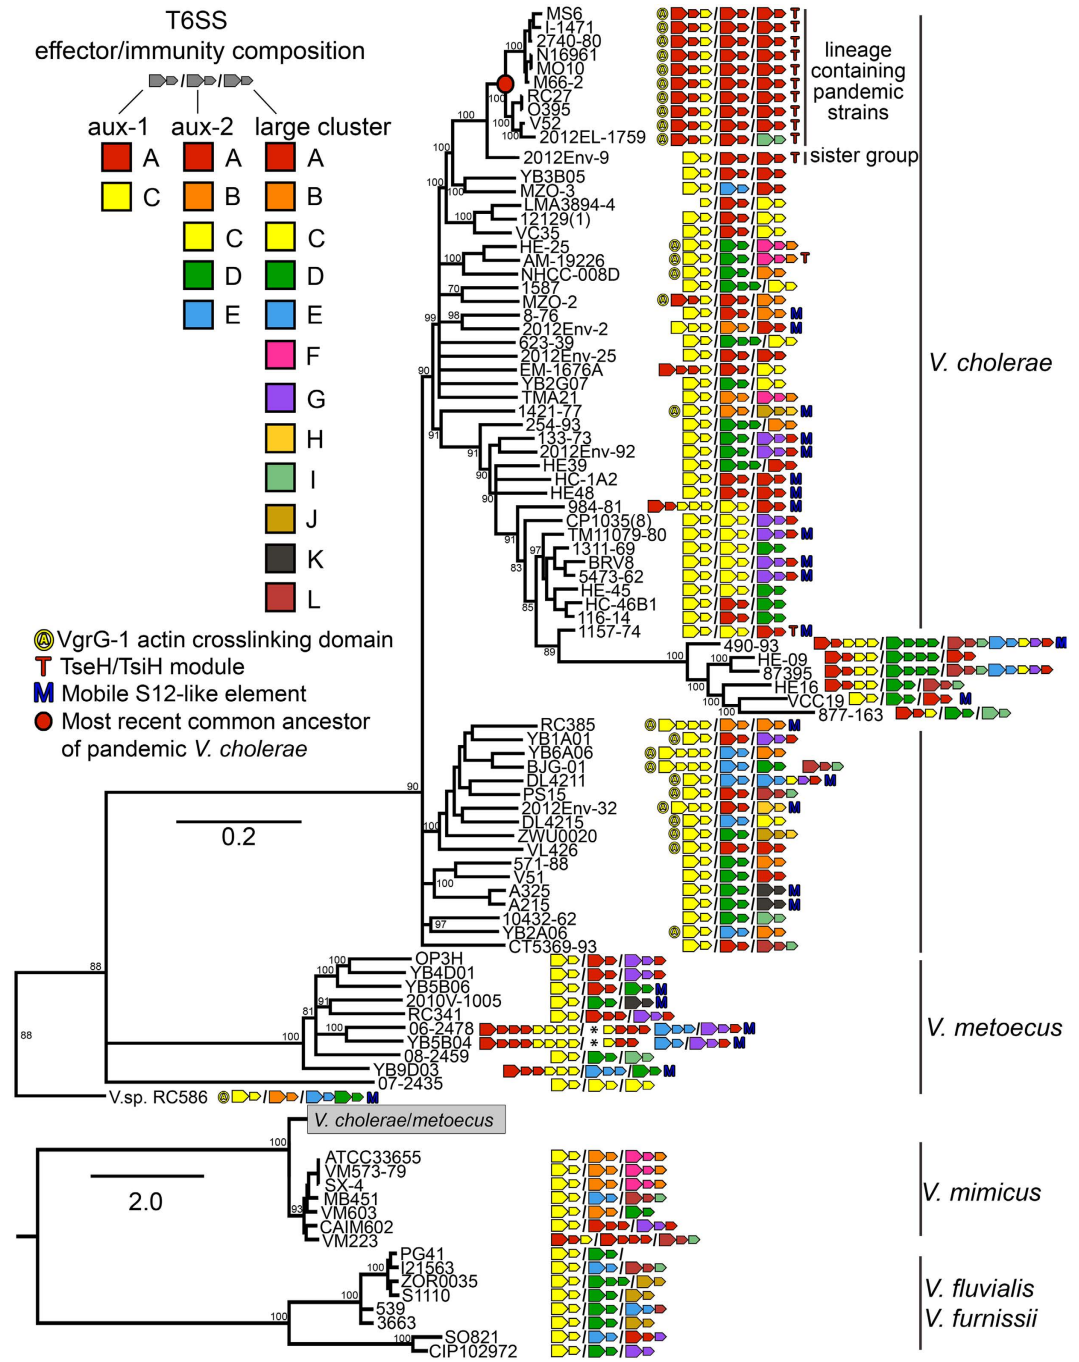 T6SS
effector/immunity composition
aux-1 aux-2 large cluster
A A A
C B B
C C
D D
E E
F
G
H
I
J
K
L
@ VgrG-1 actin crosslinking domain
T TseH/TsiH module
M Mobile S12-like element
Most recent common ancestor
of pandemic V. cholerae
0.2
MS6
I-1471
2740-80
N16961
MO10
M66-2
RC27
O395
V52
2012EL-1759
2012Env-9
YB3B05
MZO-3
LMA3894-4
12129(1)
VC35
HE-25
AM-19226
NHCC-008D
1587
MZO-2
8-76
2012Env-2
623-39
2012Env-25
EM-1676A
YB2G07
TMA21
1421-77
254-93
133-73
2012Env-92
HE39
HC-1A2
HE48
984-81
CP1035(8)
TM11079-80
1311-69
BRV8
5473-62
HE-45
HC-46B1
116-14
1157-74
490-93
HE-09
87395
HE16
VCC19
877-163
RC385
YB1A01
YB6A06
BJG-01
DL4211
PS15
2012Env-32
DL4215
ZWU0020
VL426
571-88
V51
A325
A215
10432-62
YB2A06
CT5369-93
OP3H
YB4D01
YB5B06
2010V-1005
RC341
06-2478
YB5B04
08-2459
YB9D03
07-2435
V.sp. RC586
lineage
containing
pandemic
strains
sister group
V. cholerae
V. metoecus
V. cholerae/metoecus
2.0
ATCC33655
VM573-79
SX-4
MB451
VM603
CAIM602
VM223
PG41
I21563
ZOR0035
S1110
539
3663
SO821
CIP102972
V. mimicus
V. fluvialis
V. furnissii